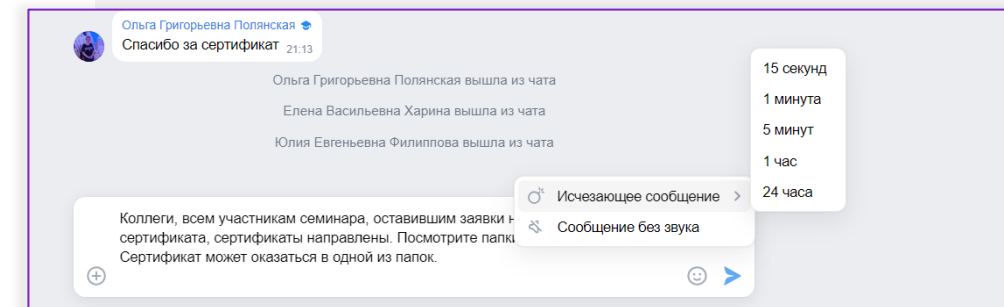 Ольга Григорьевна Полянская
Спасибо за сертификат 21:13
Ольга Григорьевна Полянская вышла из чата
Елена Васильевна Харина вышла из чата
Юлия Евгеньевна Филиппова вышла из чата
15 секунд
1 минута
5 минут
1 час
24 часа
Исчезающее сообщение
Сообщение без звука
Коллеги, всем участникам семинара, оставившим заявки
сертификата, сертификаты направлены. Посмотрите папки
Сертификат может оказаться в одной из папок.